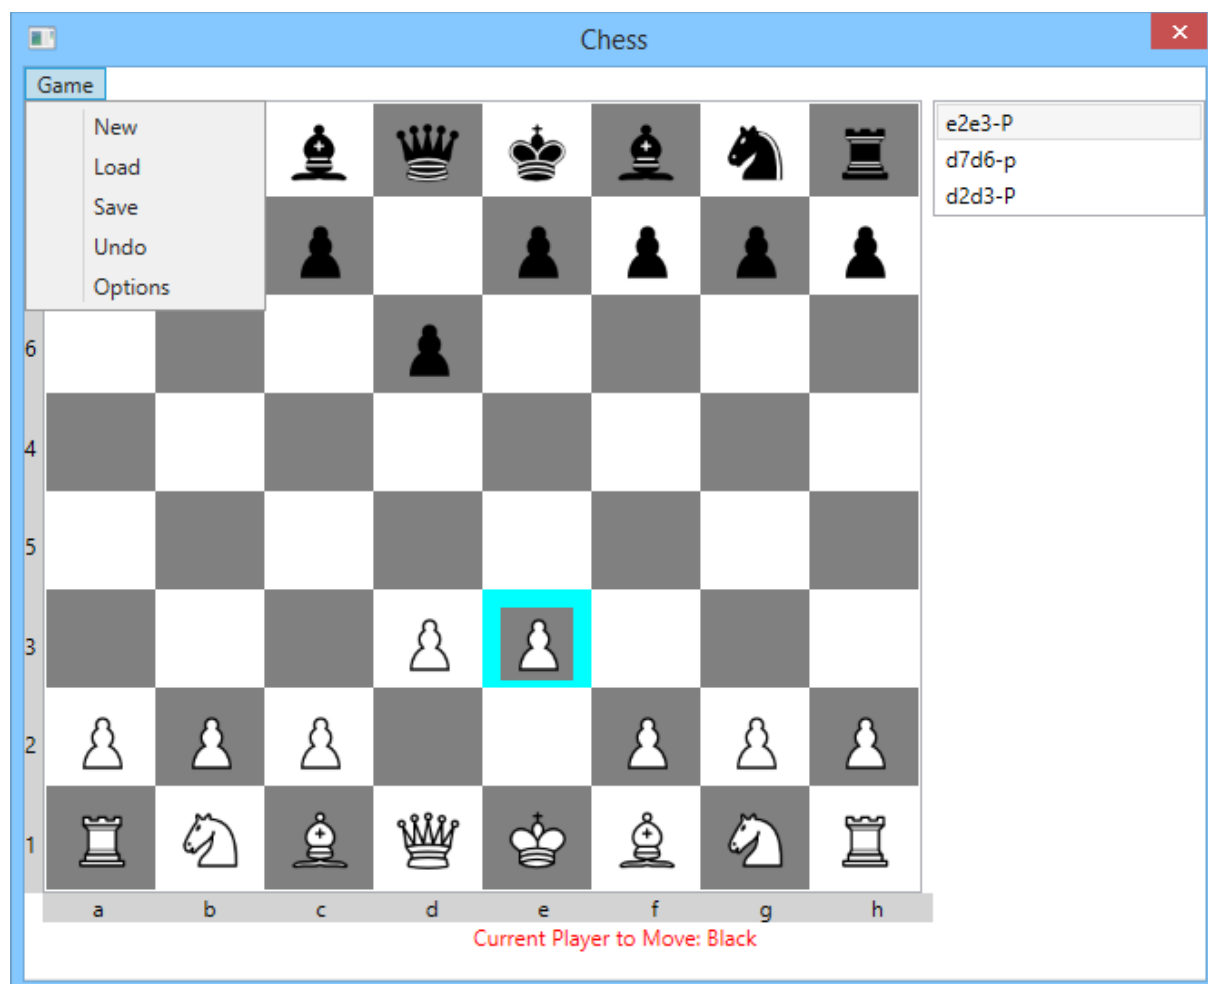 Chess
Game
New
Load
Save
Undo
Options
e2e3-P
d7d6-p
d2d3-P
6
4
5
3
2
1
a b c d e f g h
Current Player to Move: Black